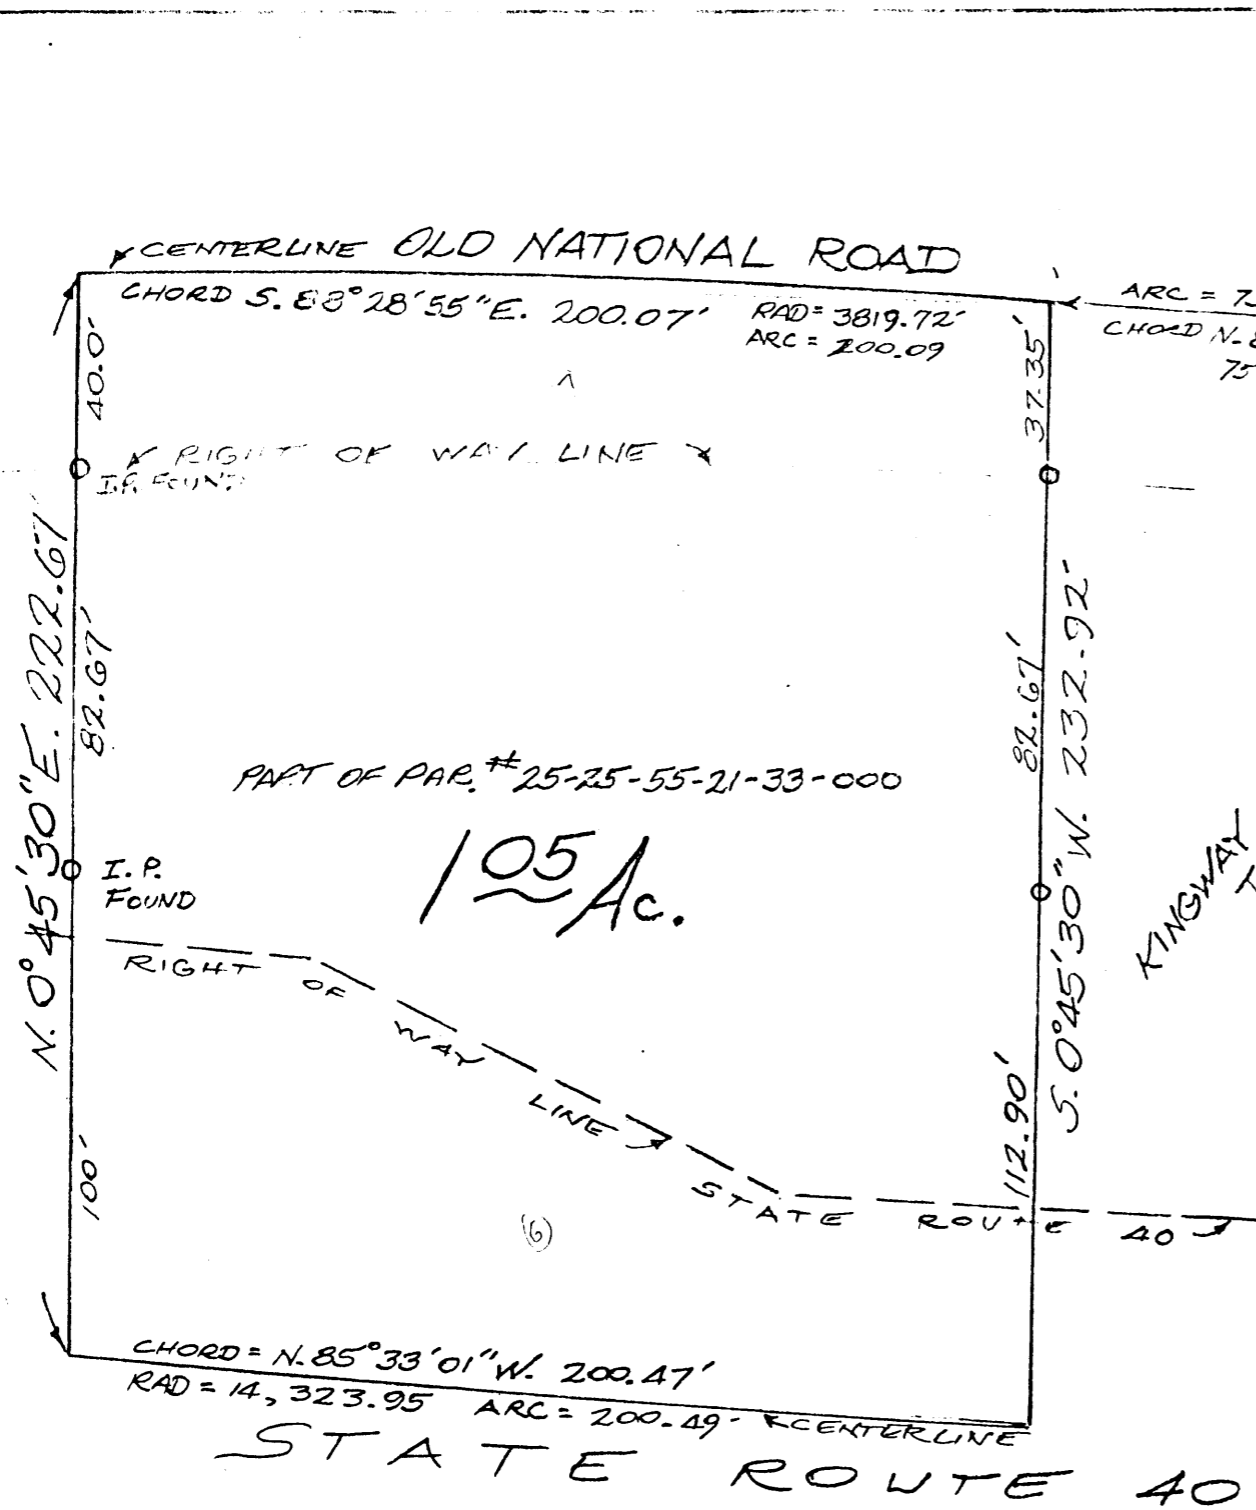 CENTERLINE OLD NATIONAL ROAD
CHORD S. 88°28'55"E. 200.07'
RAD = 3819.72'
ARC = 200.09
ARC = 75
CHORD N. 8
75
40.0'
37.35'
RIGHT OF WAY LINE
I.P. FOUND
N. 0°45'30"E. 222.67'
82.67'
82.67'
S. 0°45'30"W. 232.92'
PART OF PAR. #25-25-55-21-33-000
1 05 Ac.
I.P.
FOUND
KINGWAY
RIGHT OF WAY LINE
STATE ROUTE 40
100'
112.90'
(6)
CHORD = N. 85°33'01"W. 200.47'
RAD = 14,323.95 ARC = 200.49' CENTERLINE
STATE ROUTE 40